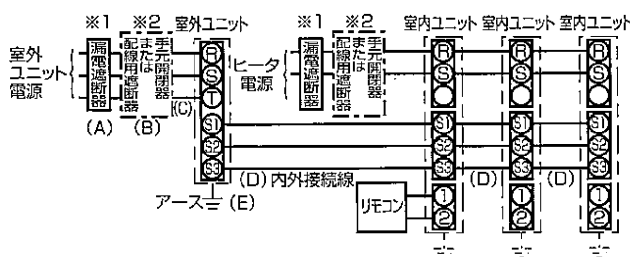 ※1
※2
室外ユニット
※1
※2
室内ユニット
室内ユニット
室内ユニット
室外
ユニット
電源
漏電遮断器
手元開閉器
または
配線用遮断器
R
S
T
S1
S2
S3
ヒータ
電源
漏電遮断器
手元開閉器
または
配線用遮断器
R
S
S1
S2
S3
1
2
R
S
S1
S2
S3
1
2
R
S
S1
S2
S3
1
2
(A)
(B)
(C)
(D)内外接続線
(D)
(D)
アース
(E)
リモコン